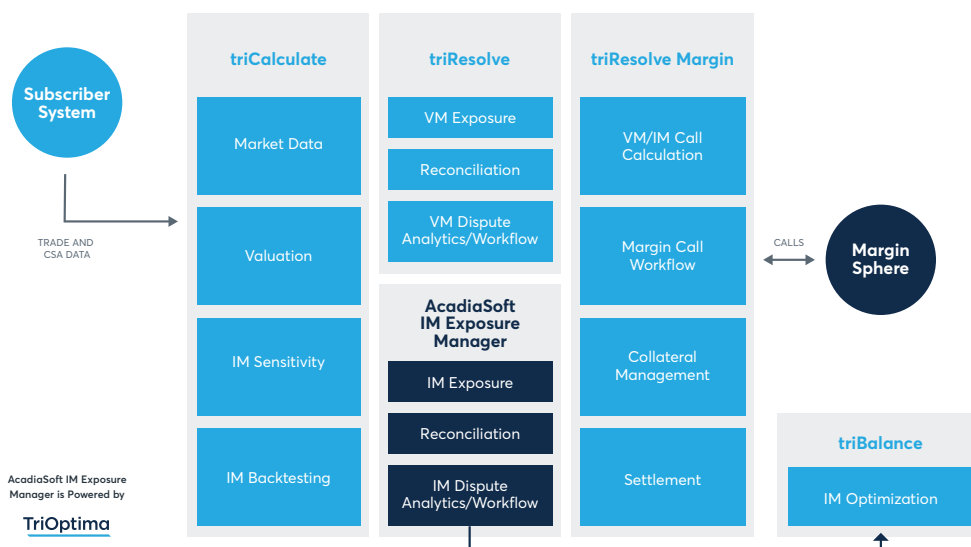 Subscriber
System
TRADE AND
CSA DATA
AcadiaSoft IM Exposure
Manager is Powered by
TriOptima
triCalculate
Market Data
Valuation
IM Sensitivity
IM Backtesting
triResolve
VM Exposure
Reconciliation
VM Dispute
Analytics/Workflow
AcadiaSoft
IM Exposure
Manager
IM Exposure
Reconciliation
IM Dispute
Analytics/Workflow
triResolve Margin
VM/IM Call
Calculation
Margin Call
Workflow
Collateral
Management
Settlement
CALLS
Margin
Sphere
triBalance
IM Optimization